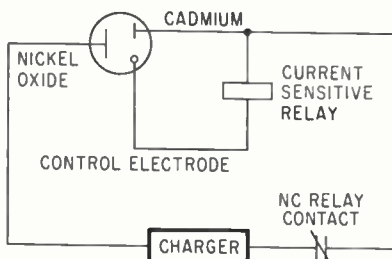 CADMIUM
NICKEL
OXIDE
CURRENT
SENSITIVE
RELAY
CONTROL ELECTRODE
NC RELAY
CONTACT
CHARGER